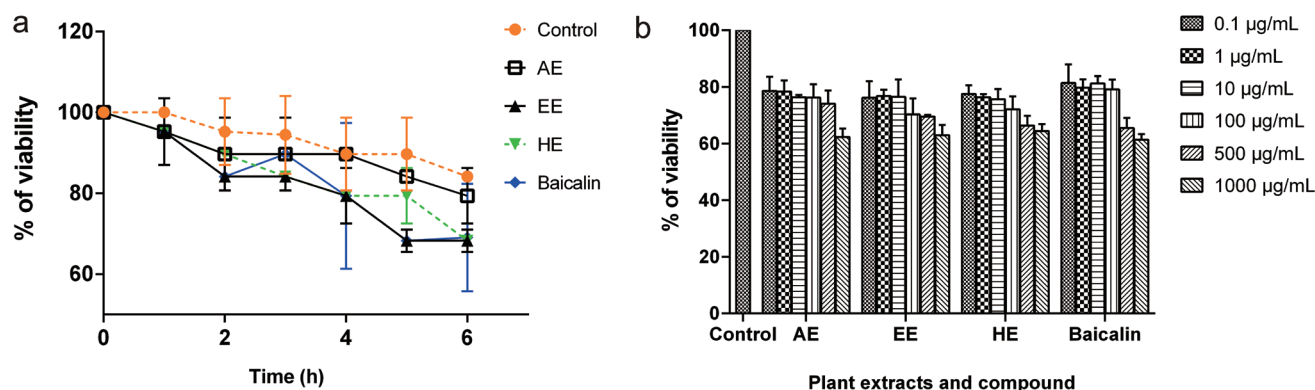 a
120
100
80
60
% of viability
0
2
4
6
Time (h)
Control
AE
EE
HE
Baicalin
b
100
80
60
40
20
0
% of viability
Control
AE
EE
HE
Baicalin
Plant extracts and compound
0.1 µg/mL
1 µg/mL
10 µg/mL
100 µg/mL
500 µg/mL
1000 µg/mL